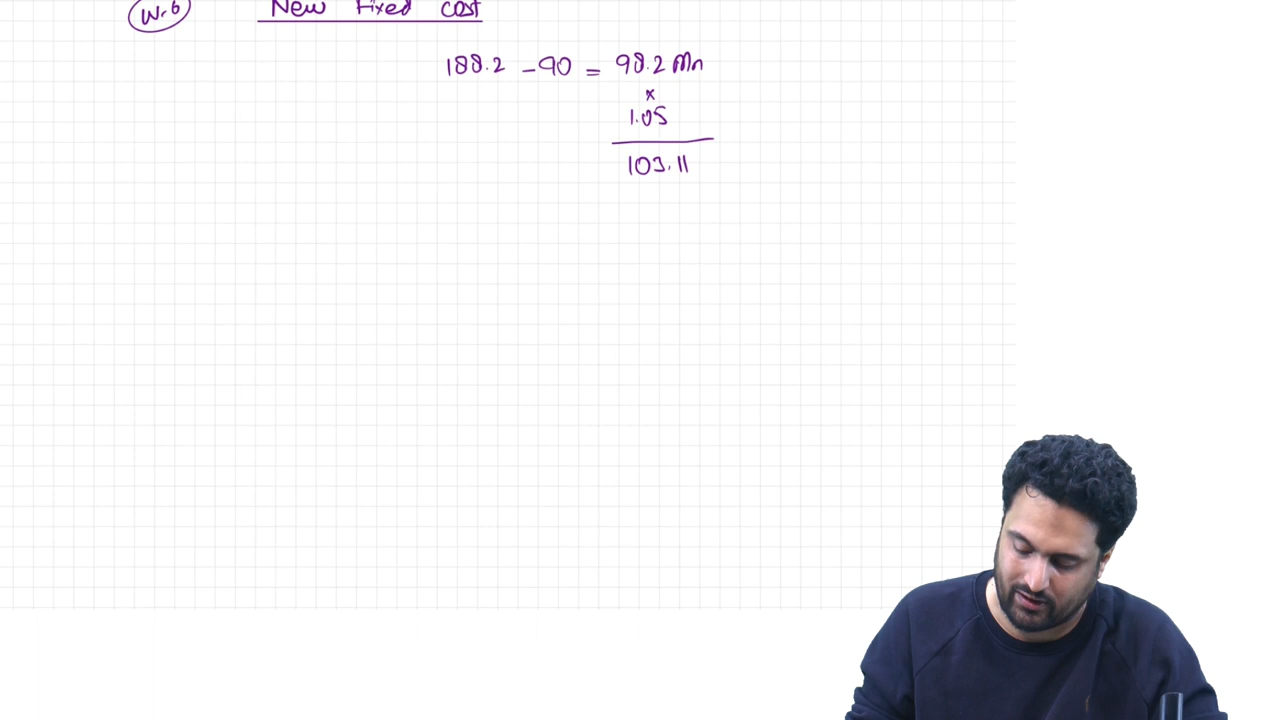 W.6 New Fixed cost
188.2 - 90 = 98.2 Mn
x
1.05
103.11